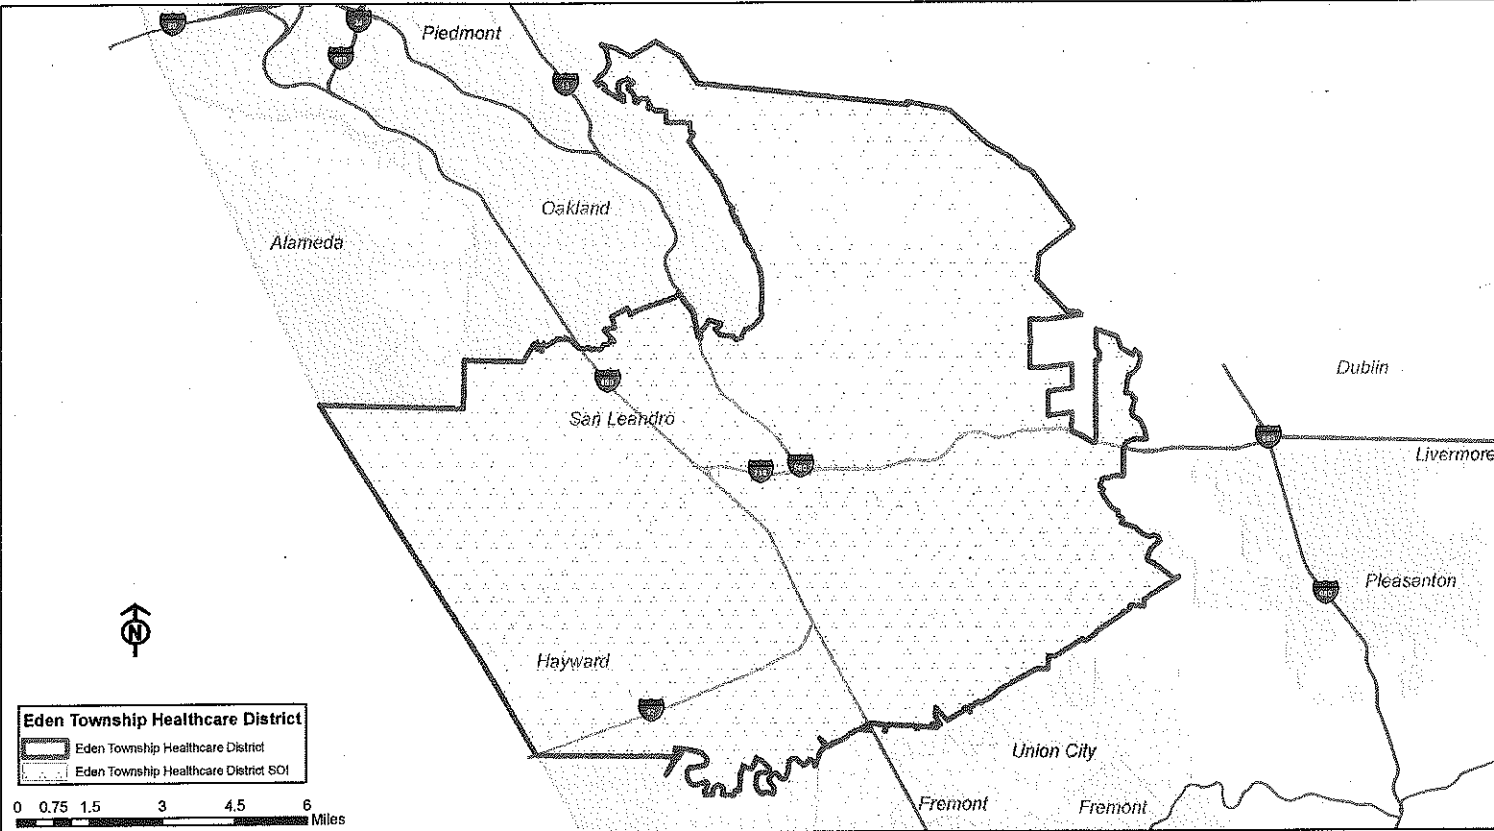 Piedmont
Oakland
Alameda
Dublin
San Leandro
Livermore
Pleasanton
Hayward
Union City
Fremont
Fremont
N
Eden Township Healthcare District
Eden Township Healthcare District
Eden Township Healthcare District SOI
0 0.75 1.5 3 4.5 6
Miles